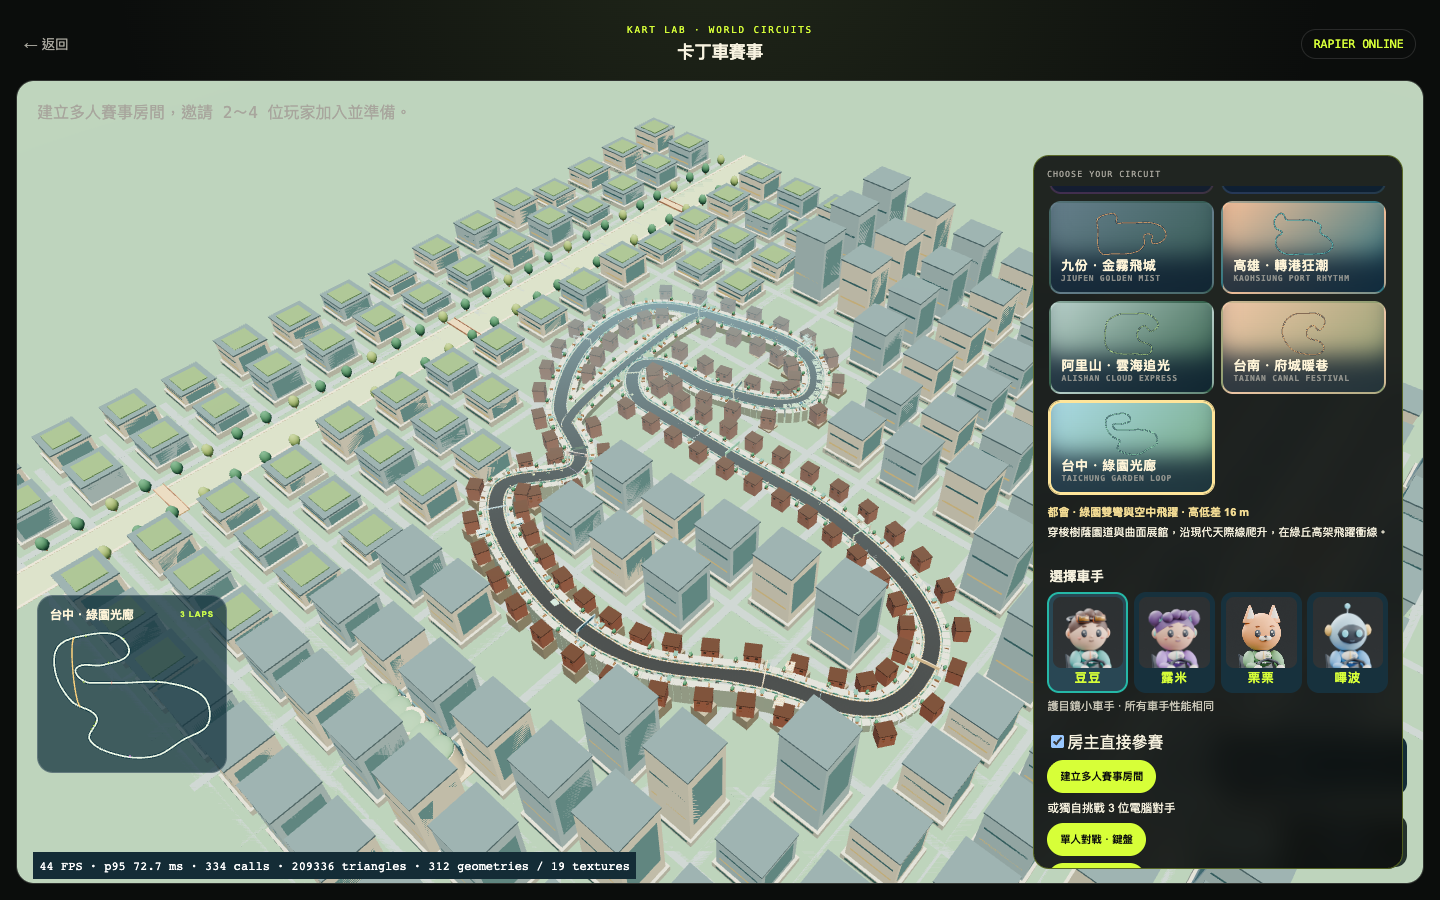 ← 返回
KART LAB · WORLD CIRCUITS
卡丁車賽事
RAPIER ONLINE
建立多人賽事房間，邀請 2～4 位玩家加入並準備。
CHOOSE YOUR CIRCUIT
九份 · 金霧飛城
JIUFEN GOLDEN MIST
高雄 · 轉港狂潮
KAOHSIUNG PORT RHYTHM
阿里山 · 雲海追光
ALISHAN CLOUD EXPRESS
台南 · 府城暖巷
TAINAN CANAL FESTIVAL
台中 · 綠園光廊
TAICHUNG GARDEN LOOP
都會 · 綠園雙彎與空中飛躍 · 高低差 16 m
穿梭樹蔭園道與曲面展館，沿現代天際線爬升，在綠丘高架飛躍衝線。
選擇車手
豆豆
露米
栗栗
嗶波
護目鏡小車手 · 所有車手性能相同
房主直接參賽
建立多人賽事房間
或獨自挑戰 3 位電腦對手
單人對戰 · 鍵盤
台中 · 綠園光廊
3 LAPS
44 FPS · p95 72.7 ms · 334 calls · 209336 triangles · 312 geometries / 19 textures